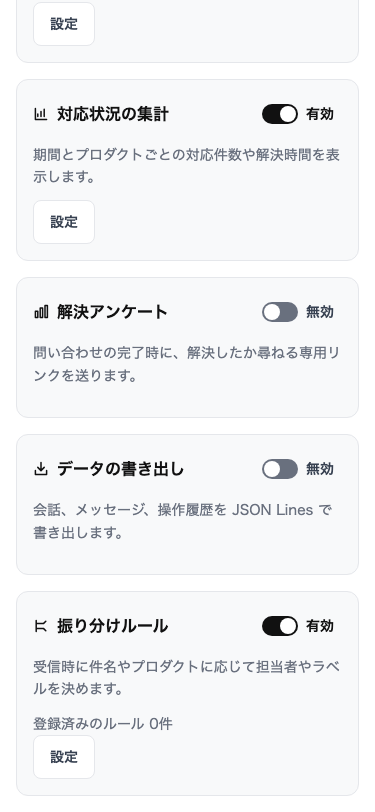 設定
対応状況の集計
有効
期間とプロダクトごとの対応件数や解決時間を表
示します。
設定
解決アンケート
無効
問い合わせの完了時に、解決したか尋ねる専用リ
ンクを送ります。
データの書き出し
無効
会話、メッセージ、操作履歴を JSON Lines で
書き出します。
振り分けルール
有効
受信時に件名やプロダクトに応じて担当者やラベ
ルを決めます。
登録済みのルール 0件
設定